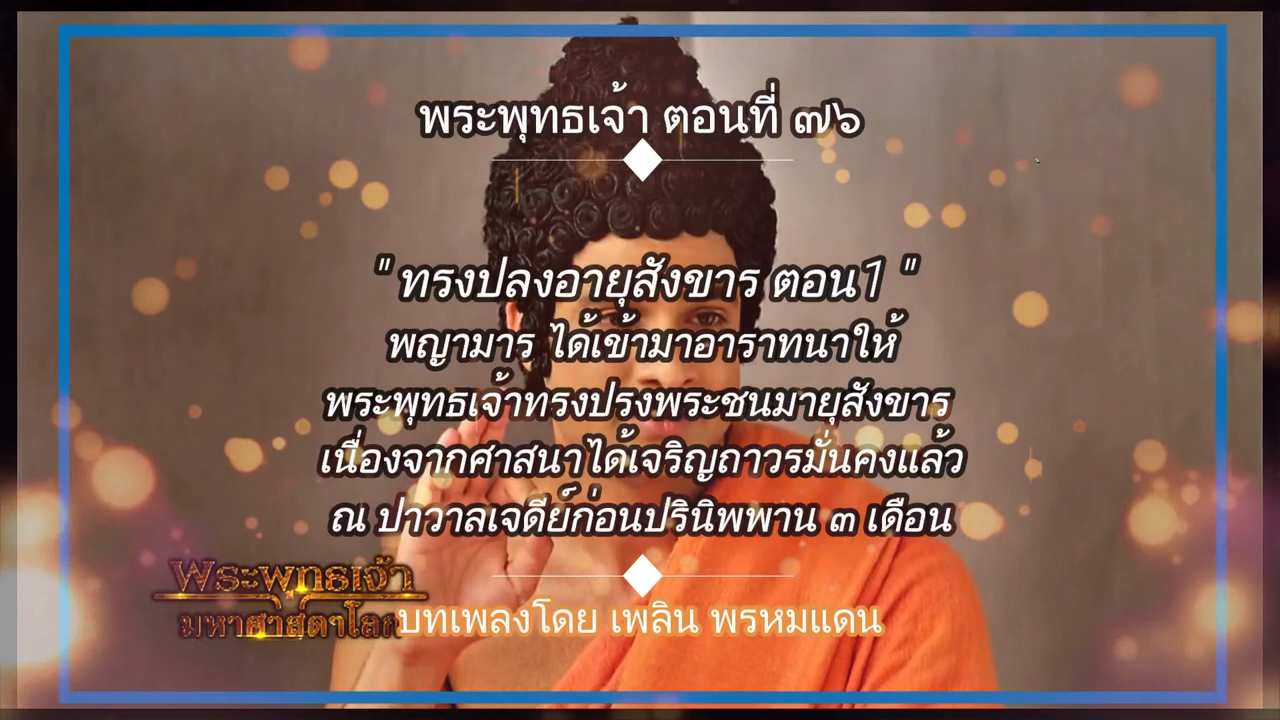 พระพุทธเจ้า ตอนที่ ๗๖
" ทรงปลงอายุสังขาร ตอน1 "
พญามาร ได้เข้ามาอาราทนาให้
พระพุทธเจ้าทรงปรงพระชนมายุสังขาร
เนื่องจากศาสนาได้เจริญถาวรมั่นคงแล้ว
ณ ปาวาลเจดีย์ก่อนปรินิพพาน ๓ เดือน
พระพุทธเจ้า
มหาศาสดาโลก
บทเพลงโดย เพลิน พรหมแดน